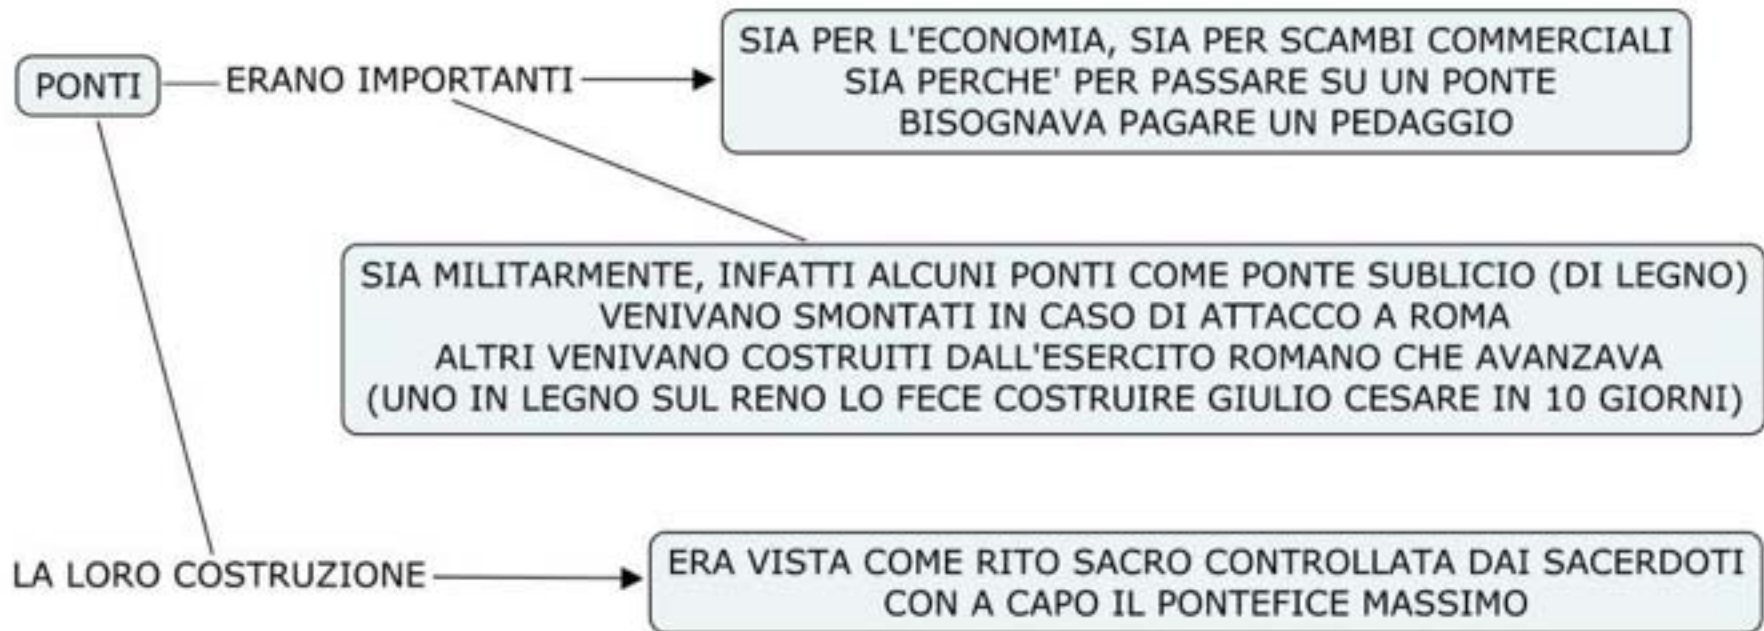 PONTI
ERANO IMPORTANTI
SIA PER L'ECONOMIA, SIA PER SCAMBI COMMERCIALI
SIA PERCHE' PER PASSARE SU UN PONTE
BISOGNAVA PAGARE UN PEDAGGIO
SIA MILITARMENTE, INFATTI ALCUNI PONTI COME PONTE SUBLICIO (DI LEGNO)
VENIVANO SMONTATI IN CASO DI ATTACCO A ROMA
ALTRI VENIVANO COSTRUITI DALL'ESERCITO ROMANO CHE AVANZAVA
(UNO IN LEGNO SUL RENO LO FECE COSTRUIRE GIULIO CESARE IN 10 GIORNI)
LA LORO COSTRUZIONE
ERA VISTA COME RITO SACRO CONTROLLATA DAI SACERDOTI
CON A CAPO IL PONTEFICE MASSIMO